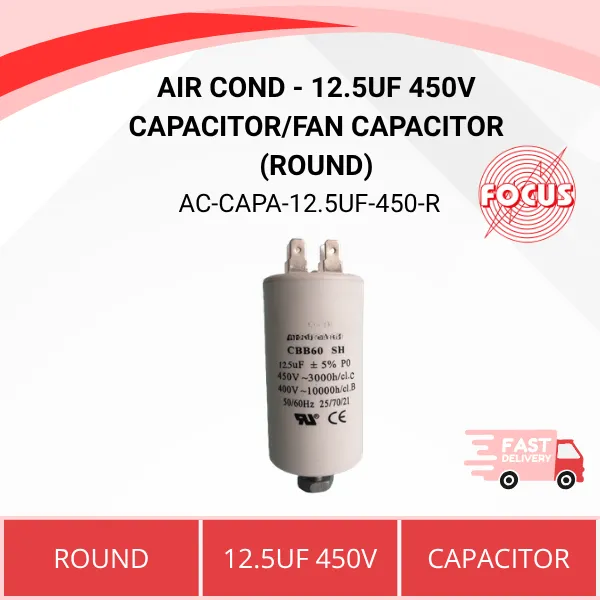 AIR COND - 12.5UF 450V
CAPACITOR/FAN CAPACITOR
(ROUND)
AC-CAPA-12.5UF-450-R
FOCUS
CBB60 SH
12.5uF ± 5% P0
450V~3000h/cl.C
400V~10000h/cl.B
50/60Hz 25/70/21
CE
FAST
DELIVERY
ROUND
12.5UF 450V
CAPACITOR